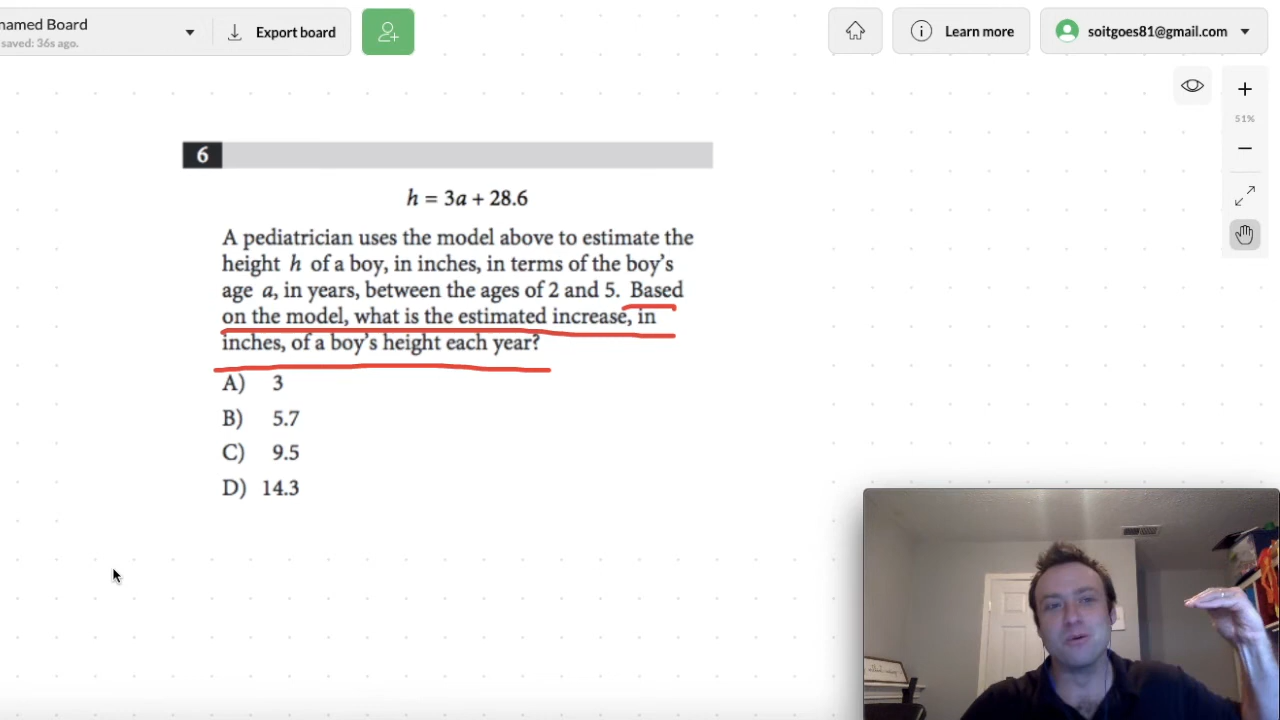 named Board
saved: 36s ago.
Export board
Learn more
soitgoes81@gmail.com
51%
6
h = 3a + 28.6
A pediatrician uses the model above to estimate the
height h of a boy, in inches, in terms of the boy's
age a, in years, between the ages of 2 and 5. Based
on the model, what is the estimated increase, in
inches, of a boy's height each year?
A) 3
B) 5.7
C) 9.5
D) 14.3